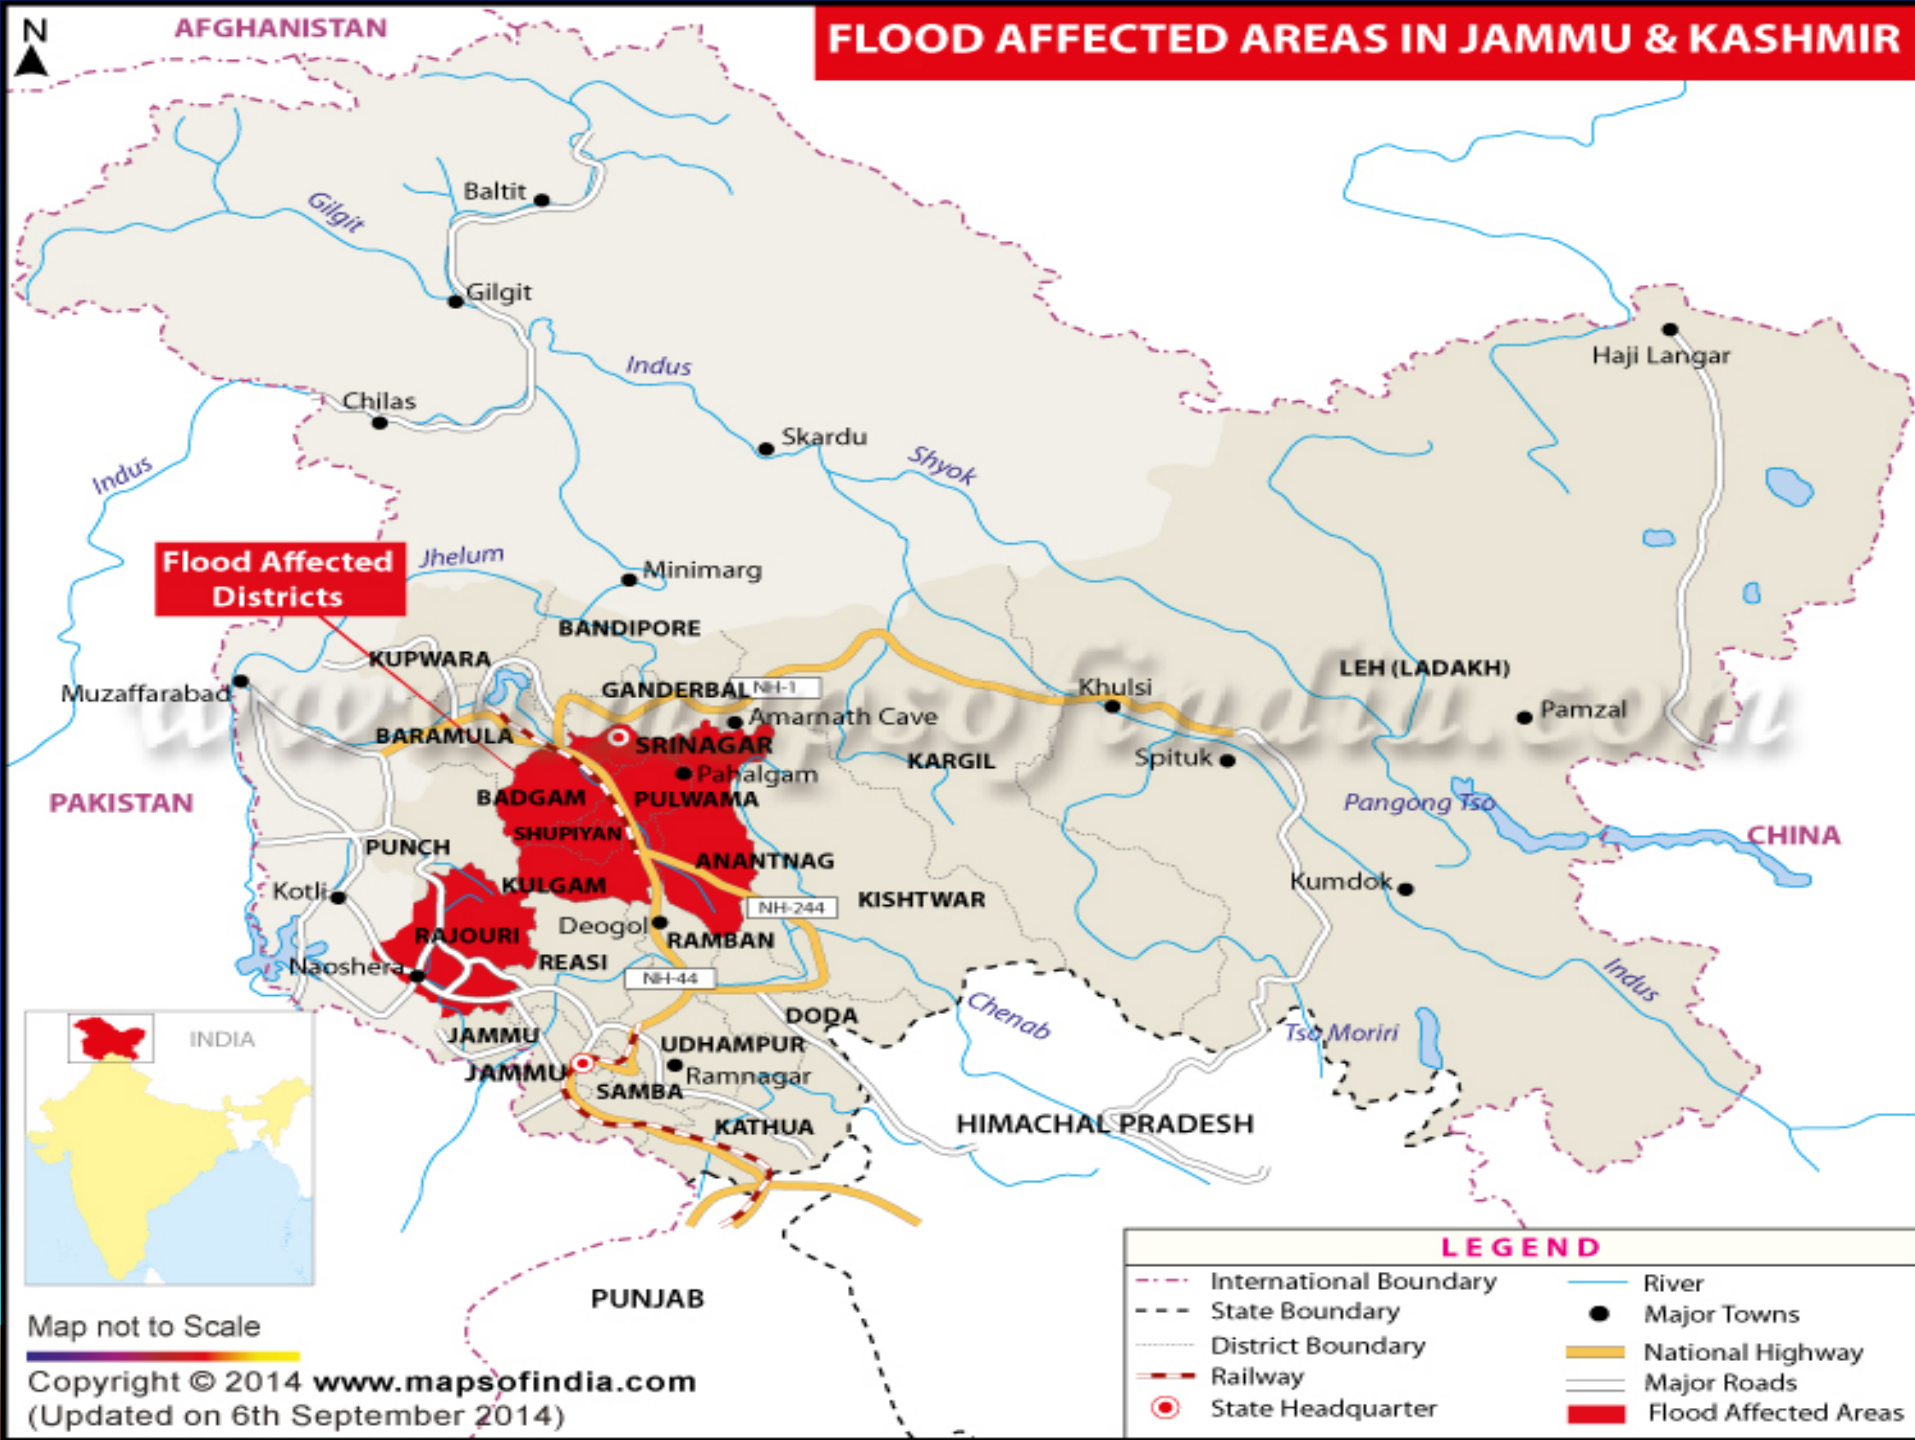 N
AFGHANISTAN
FLOOD AFFECTED AREAS IN JAMMU & KASHMIR
Baltit
Gilgit
Gilgit
Haji Langar
Indus
Chilas
Skardu
Shyok
Indus
Flood Affected
Districts
Jhelum
Minimarg
BANDIPORE
KUPWARA
LEH (LADAKH)
Muzaffarabad
GANDERBAL
NH-1
Khulsi
www.mapsofindia.com
Pamzal
Amarnath Cave
BARAMULA
SRINAGAR
KARGIL
Spituk
Pahalgam
PAKISTAN
BADGAM
PULWAMA
Pangong Tso
SHUPIYAN
CHINA
PUNCH
ANANTNAG
Kotli
KULGAM
Kumdok
KISHTWAR
NH-244
RAJOURI
Deogol
RAMBAN
Naoshera
REASI
NH-44
Indus
Chenab
DODA
INDIA
JAMMU
UDHAMPUR
Tso Moriri
JAMMU
Ramnagar
SAMBA
KATHUA
HIMACHAL PRADESH
PUNJAB
LEGEND
International Boundary
State Boundary
District Boundary
Railway
State Headquarter
River
Major Towns
National Highway
Major Roads
Flood Affected Areas
Map not to Scale
Copyright © 2014 www.mapsofindia.com
(Updated on 6th September 2014)